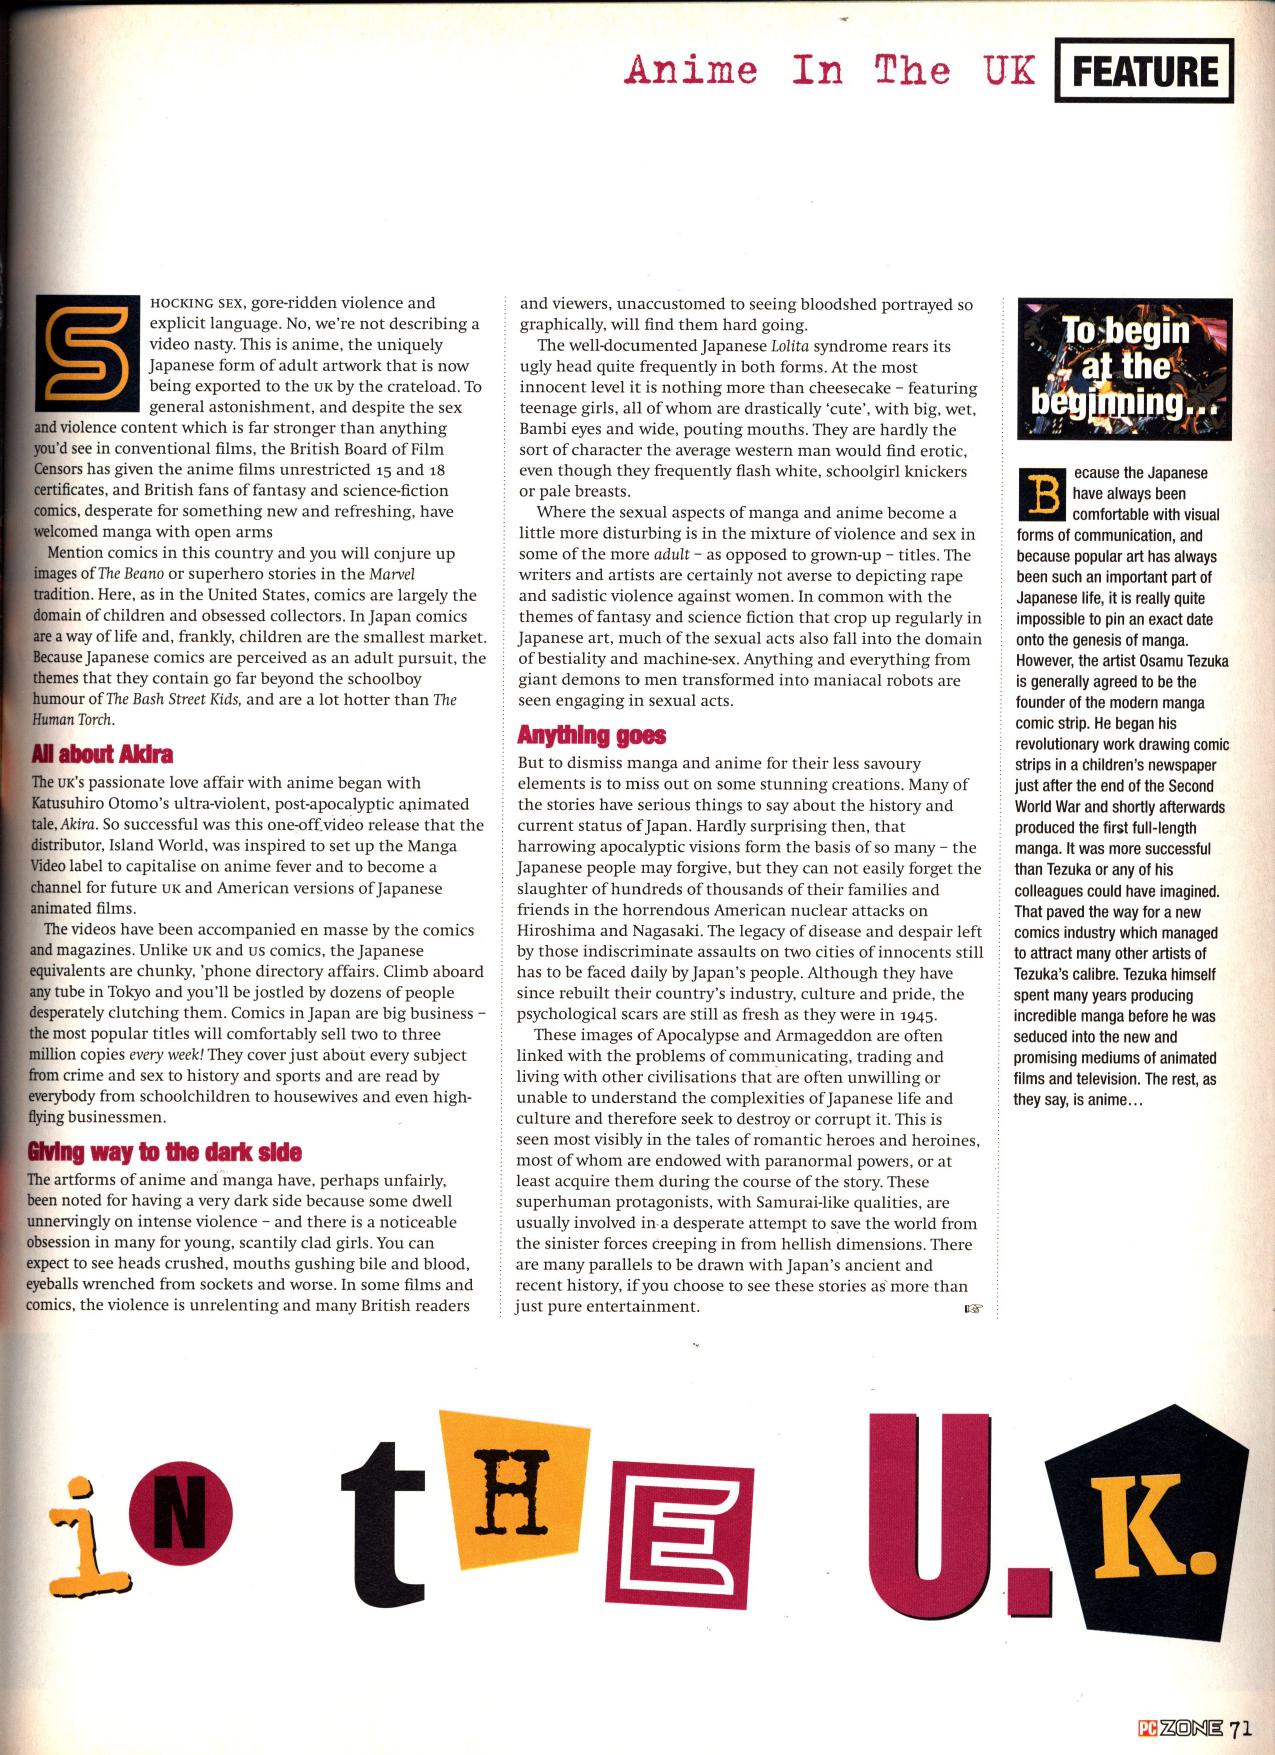 Anime In The UK FEATURE
SHOCKING SEX, gore-ridden violence and
explicit language. No, we're not describing a
video nasty. This is anime, the uniquely
Japanese form of adult artwork that is now
being exported to the UK by the crateload. To
general astonishment, and despite the sex
and violence content which is far stronger than anything
you'd see in conventional films, the British Board of Film
Censors has given the anime films unrestricted 15 and 18
certificates, and British fans of fantasy and science-fiction
comics, desperate for something new and refreshing, have
welcomed manga with open arms
Mention comics in this country and you will conjure up
images of The Beano or superhero stories in the Marvel
tradition. Here, as in the United States, comics are largely the
domain of children and obsessed collectors. In Japan comics
are a way of life and, frankly, children are the smallest market.
Because Japanese comics are perceived as an adult pursuit, the
themes that they contain go far beyond the schoolboy
humour of The Bash Street Kids, and are a lot hotter than The
Human Torch.
All about Akira
The UK's passionate love affair with anime began with
Katusuhiro Otomo's ultra-violent, post-apocalyptic animated
tale, Akira. So successful was this one-off video release that the
distributor, Island World, was inspired to set up the Manga
Video label to capitalise on anime fever and to become a
channel for future UK and American versions of Japanese
animated films.
The videos have been accompanied en masse by the comics
and magazines. Unlike UK and US comics, the Japanese
equivalents are chunky, 'phone directory affairs. Climb aboard
any tube in Tokyo and you'll be jostled by dozens of people
desperately clutching them. Comics in Japan are big business –
the most popular titles will comfortably sell two to three
million copies every week! They cover just about every subject
from crime and sex to history and sports and are read by
everybody from schoolchildren to housewives and even high-
flying businessmen.
Giving way to the dark side
The artforms of anime and manga have, perhaps unfairly,
been noted for having a very dark side because some dwell
unnervingly on intense violence – and there is a noticeable
obsession in many for young, scantily clad girls. You can
expect to see heads crushed, mouths gushing bile and blood,
eyeballs wrenched from sockets and worse. In some films and
comics, the violence is unrelenting and many British readers
and viewers, unaccustomed to seeing bloodshed portrayed so
graphically, will find them hard going.
The well-documented Japanese Lolita syndrome rears its
ugly head quite frequently in both forms. At the most
innocent level it is nothing more than cheesecake – featuring
teenage girls, all of whom are drastically 'cute', with big, wet,
Bambi eyes and wide, pouting mouths. They are hardly the
sort of character the average western man would find erotic,
even though they frequently flash white, schoolgirl knickers
or pale breasts.
Where the sexual aspects of manga and anime become a
little more disturbing is in the mixture of violence and sex in
some of the more adult – as opposed to grown-up – titles. The
writers and artists are certainly not averse to depicting rape
and sadistic violence against women. In common with the
themes of fantasy and science fiction that crop up regularly in
Japanese art, much of the sexual acts also fall into the domain
of bestiality and machine-sex. Anything and everything from
giant demons to men transformed into maniacal robots are
seen engaging in sexual acts.
Anything goes
But to dismiss manga and anime for their less savoury
elements is to miss out on some stunning creations. Many of
the stories have serious things to say about the history and
current status of Japan. Hardly surprising then, that
harrowing apocalyptic visions form the basis of so many – the
Japanese people may forgive, but they can not easily forget the
slaughter of hundreds of thousands of their families and
friends in the horrendous American nuclear attacks on
Hiroshima and Nagasaki. The legacy of disease and despair left
by those indiscriminate assaults on two cities of innocents still
has to be faced daily by Japan's people. Although they have
since rebuilt their country's industry, culture and pride, the
psychological scars are still as fresh as they were in 1945.
These images of Apocalypse and Armageddon are often
linked with the problems of communicating, trading and
living with other civilisations that are often unwilling or
unable to understand the complexities of Japanese life and
culture and therefore seek to destroy or corrupt it. This is
seen most visibly in the tales of romantic heroes and heroines,
most of whom are endowed with paranormal powers, or at
least acquire them during the course of the story. These
superhuman protagonists, with Samurai-like qualities, are
usually involved in a desperate attempt to save the world from
the sinister forces creeping in from hellish dimensions. There
are many parallels to be drawn with Japan's ancient and
recent history, if you choose to see these stories as more than
just pure entertainment. ☞
To begin
at the
beginning...
Because the Japanese
have always been
comfortable with visual
forms of communication, and
because popular art has always
been such an important part of
Japanese life, it is really quite
impossible to pin an exact date
onto the genesis of manga.
However, the artist Osamu Tezuka
is generally agreed to be the
founder of the modern manga
comic strip. He began his
revolutionary work drawing comic
strips in a children's newspaper
just after the end of the Second
World War and shortly afterwards
produced the first full-length
manga. It was more successful
than Tezuka or any of his
colleagues could have imagined.
That paved the way for a new
comics industry which managed
to attract many other artists of
Tezuka's calibre. Tezuka himself
spent many years producing
incredible manga before he was
seduced into the new and
promising mediums of animated
films and television. The rest, as
they say, is anime...
iN tHE U.K.
PC ZONE 71